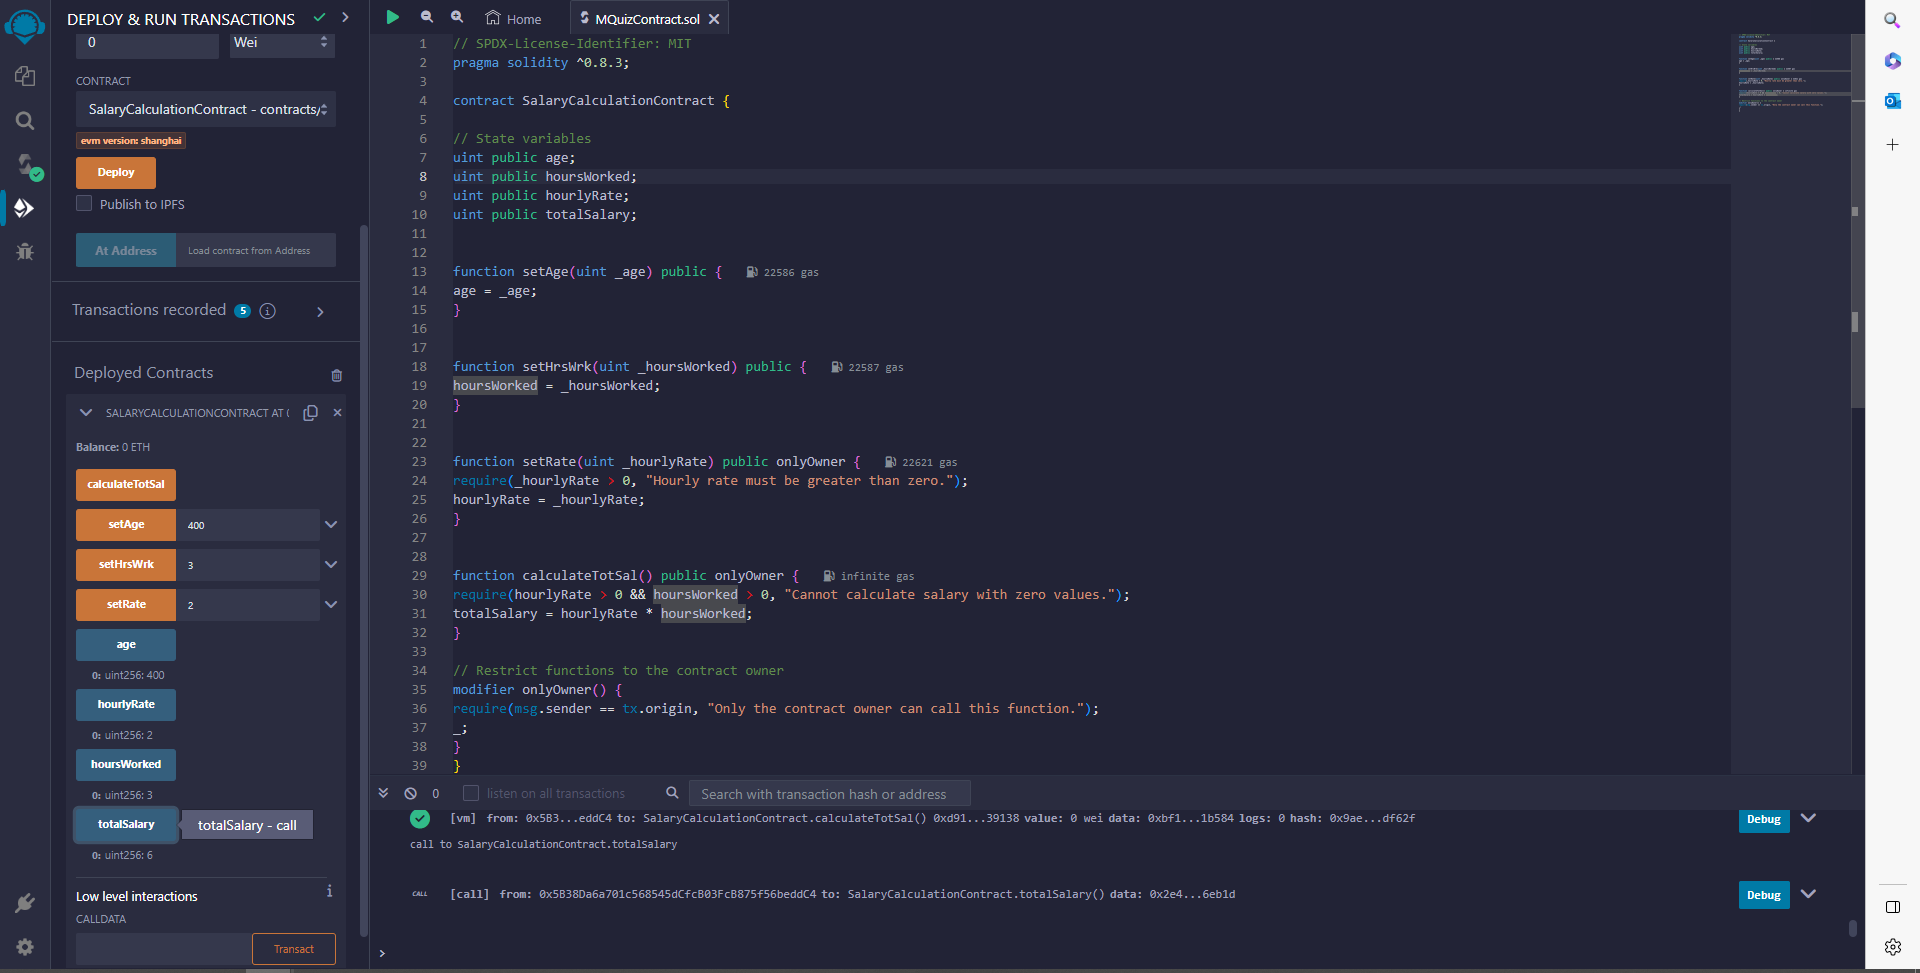 DEPLOY & RUN TRANSACTIONS
0
Wei
CONTRACT
SalaryCalculationContract - contracts/
evm version: shanghai
Deploy
Publish to IPFS
At Address
Load contract from Address
Transactions recorded 5 i
Deployed Contracts
SALARYCALCULATIONCONTRACT AT (
Balance: 0 ETH
calculateTotSal
setAge 400
setHrsWrk 3
setRate 2
age
0: uint256: 400
hourlyRate
0: uint256: 2
hoursWorked
0: uint256: 3
totalSalary
totalSalary - call
0: uint256: 6
Low level interactions i
CALLDATA
Transact
Home
MQuizContract.sol
1 // SPDX-License-Identifier: MIT
2 pragma solidity ^0.8.3;
3
4 contract SalaryCalculationContract {
5
6 // State variables
7 uint public age;
8 uint public hoursWorked;
9 uint public hourlyRate;
10 uint public totalSalary;
11
12
13 function setAge(uint _age) public { 22586 gas
14 age = _age;
15 }
16
17
18 function setHrsWrk(uint _hoursWorked) public { 22587 gas
19 hoursWorked = _hoursWorked;
20 }
21
22
23 function setRate(uint _hourlyRate) public onlyOwner { 22621 gas
24 require(_hourlyRate > 0, "Hourly rate must be greater than zero.");
25 hourlyRate = _hourlyRate;
26 }
27
28
29 function calculateTotSal() public onlyOwner { infinite gas
30 require(hourlyRate > 0 && hoursWorked > 0, "Cannot calculate salary with zero values.");
31 totalSalary = hourlyRate * hoursWorked;
32 }
33
34 // Restrict functions to the contract owner
35 modifier onlyOwner() {
36 require(msg.sender == tx.origin, "Only the contract owner can call this function.");
37 _;
38 }
39 }
0 listen on all transactions
Search with transaction hash or address
[vm] from: 0x5B3...eddC4 to: SalaryCalculationContract.calculateTotSal() 0xd91...39138 value: 0 wei data: 0xbf1...1b584 logs: 0 hash: 0x9ae...df62f
Debug
call to SalaryCalculationContract.totalSalary
CALL [call] from: 0x5B38Da6a701c568545dCfcB03FcB875f56beddC4 to: SalaryCalculationContract.totalSalary() data: 0x2e4...6eb1d
Debug
>